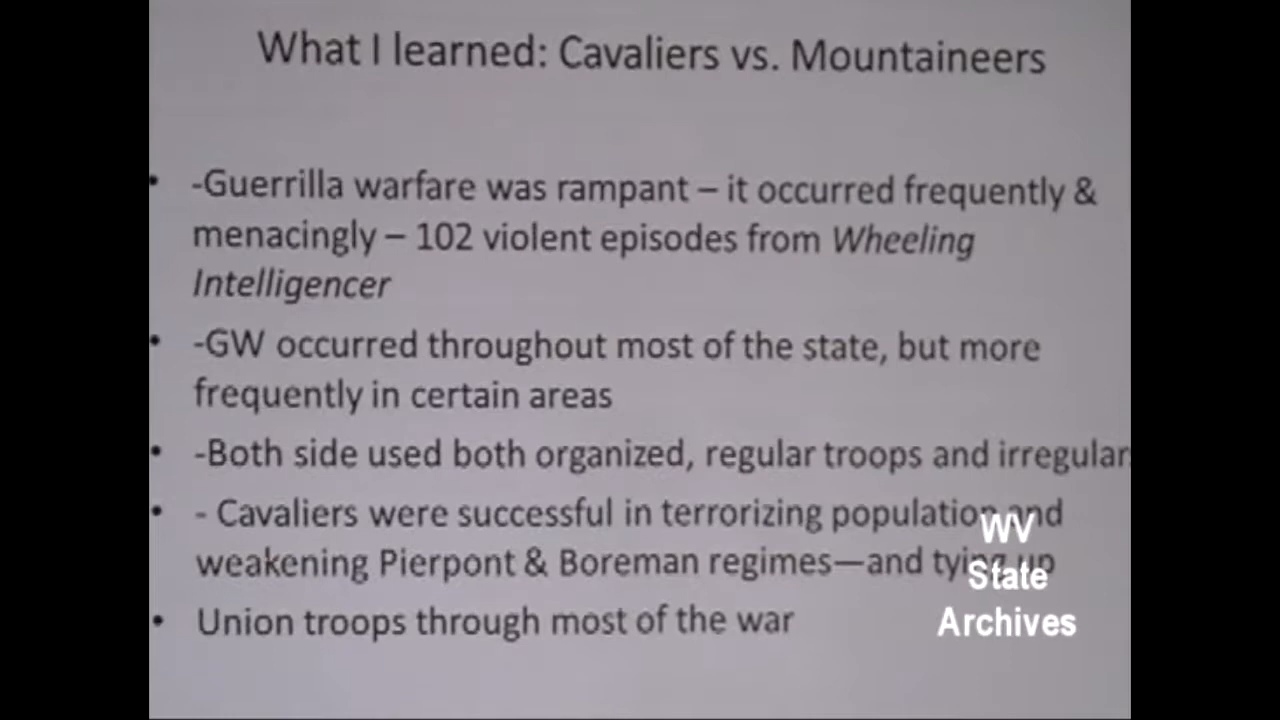 What I learned: Cavaliers vs. Mountaineers
• -Guerrilla warfare was rampant – it occurred frequently &
menacingly – 102 violent episodes from Wheeling
Intelligencer
• -GW occurred throughout most of the state, but more
frequently in certain areas
• -Both side used both organized, regular troops and irregular
• - Cavaliers were successful in terrorizing population and
weakening Pierpont & Boreman regimes—and tying up
• Union troops through most of the war
WV
State
Archives